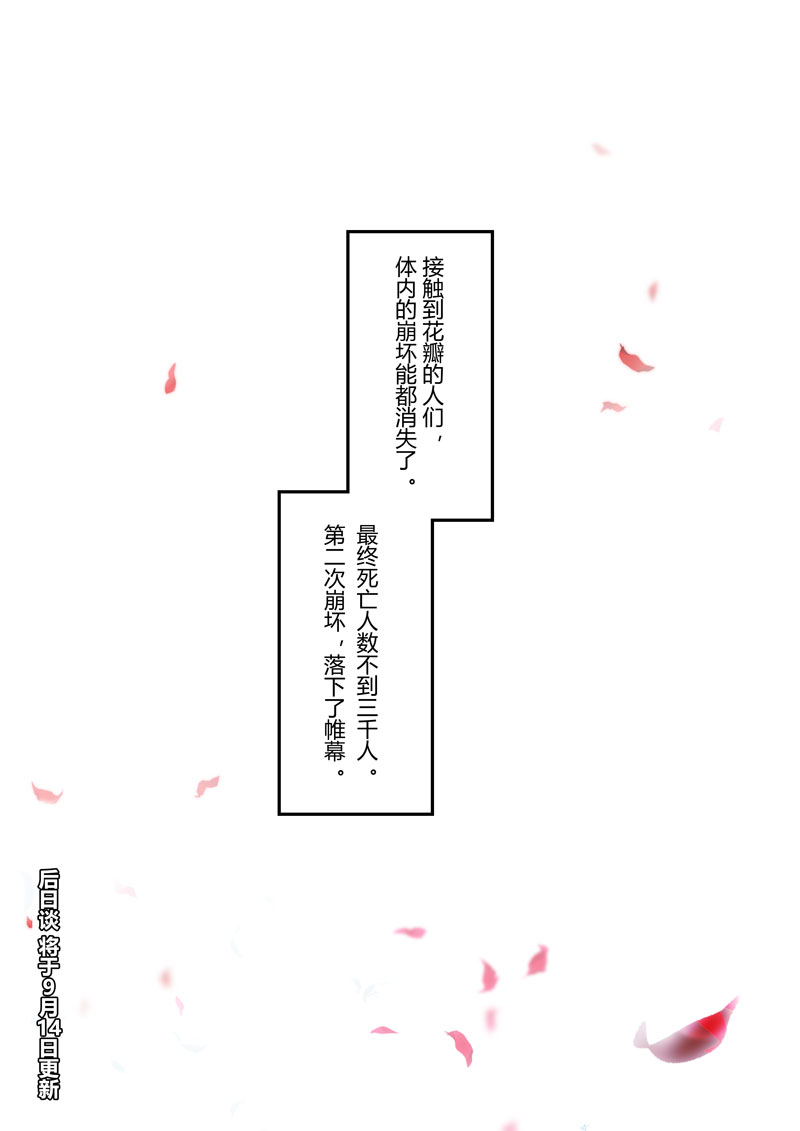 接触到花瓣的人们，
体内的崩坏能都消失了。
最终死亡人数不到三千人。
第二次崩坏，落下了帷幕。
后日谈 将于9月14日更新